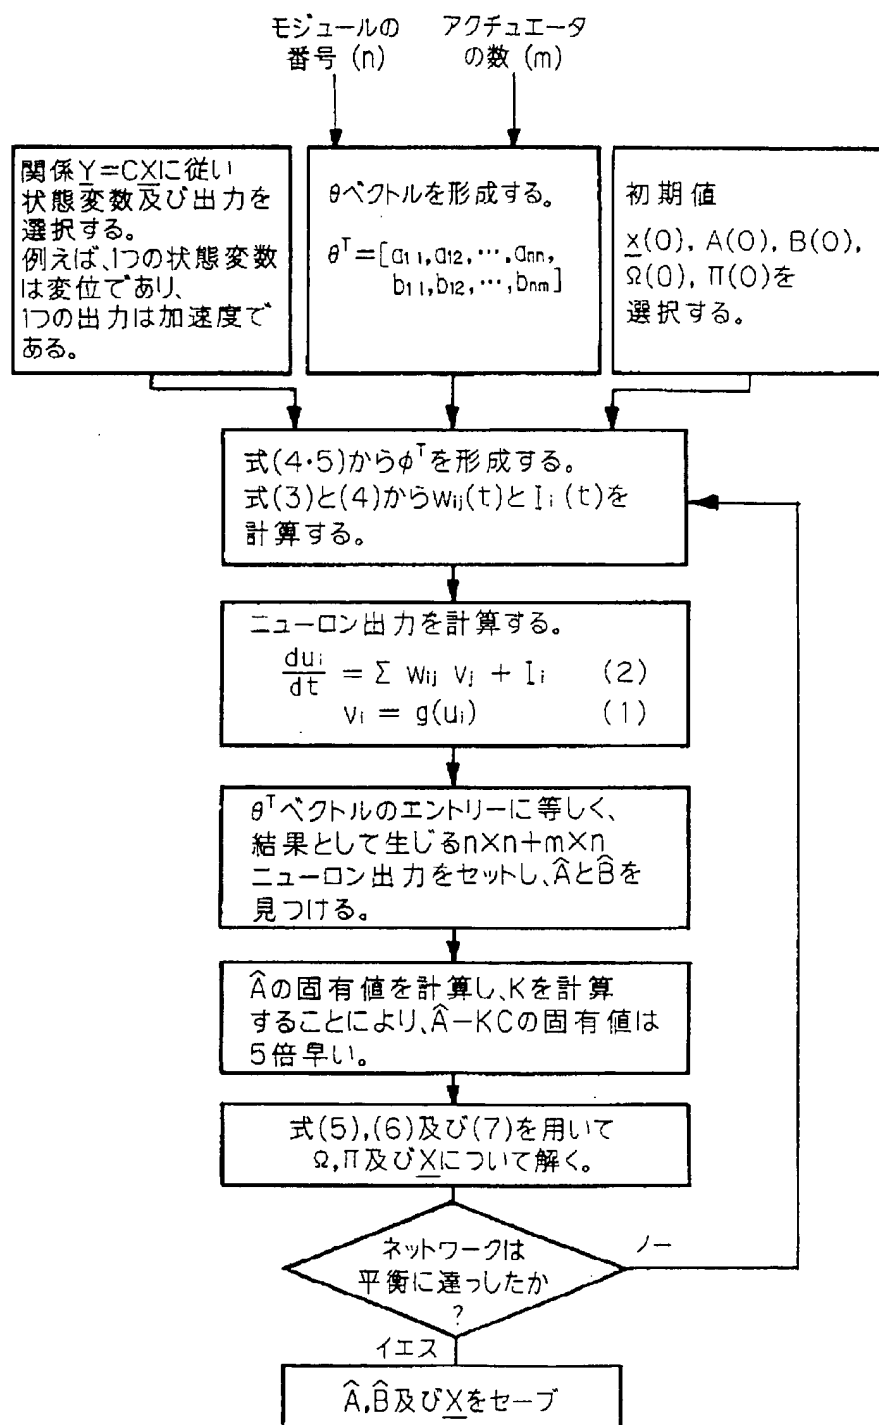 モジュールの
番号 (n)
アクチュエータ
の数 (m)
関係Y=CXに従い
状態変数及び出力を
選択する。
例えば、1つの状態変数
は変位であり、
1つの出力は加速度で
ある。
θベクトルを形成する。
θᵀ=[a₁₁,a₁₂,…,aₙₙ,
b₁₁,b₁₂,…,bₙₘ]
初期値
x(0), A(0), B(0),
Ω(0), Π(0)を
選択する。
式(4・5)からφᵀを形成する。
式(3)と(4)からwᵢⱼ(t)とIᵢ(t)を
計算する。
ニューロン出力を計算する。
duᵢ/dt = Σ wᵢⱼ vⱼ + Iᵢ (2)
vᵢ = g(uᵢ) (1)
θᵀベクトルのエントリーに等しく、
結果として生じるn×n+m×n
ニューロン出力をセットし、ÂとB̂を
見つける。
Âの固有値を計算し、Kを計算
することにより、Â−KCの固有値は
5倍早い。
式(5),(6)及び(7)を用いて
Ω,Π及びXについて解く。
ネットワークは
平衡に達っしたか
?
ノー
イエス
Â,B̂及びXをセーブ